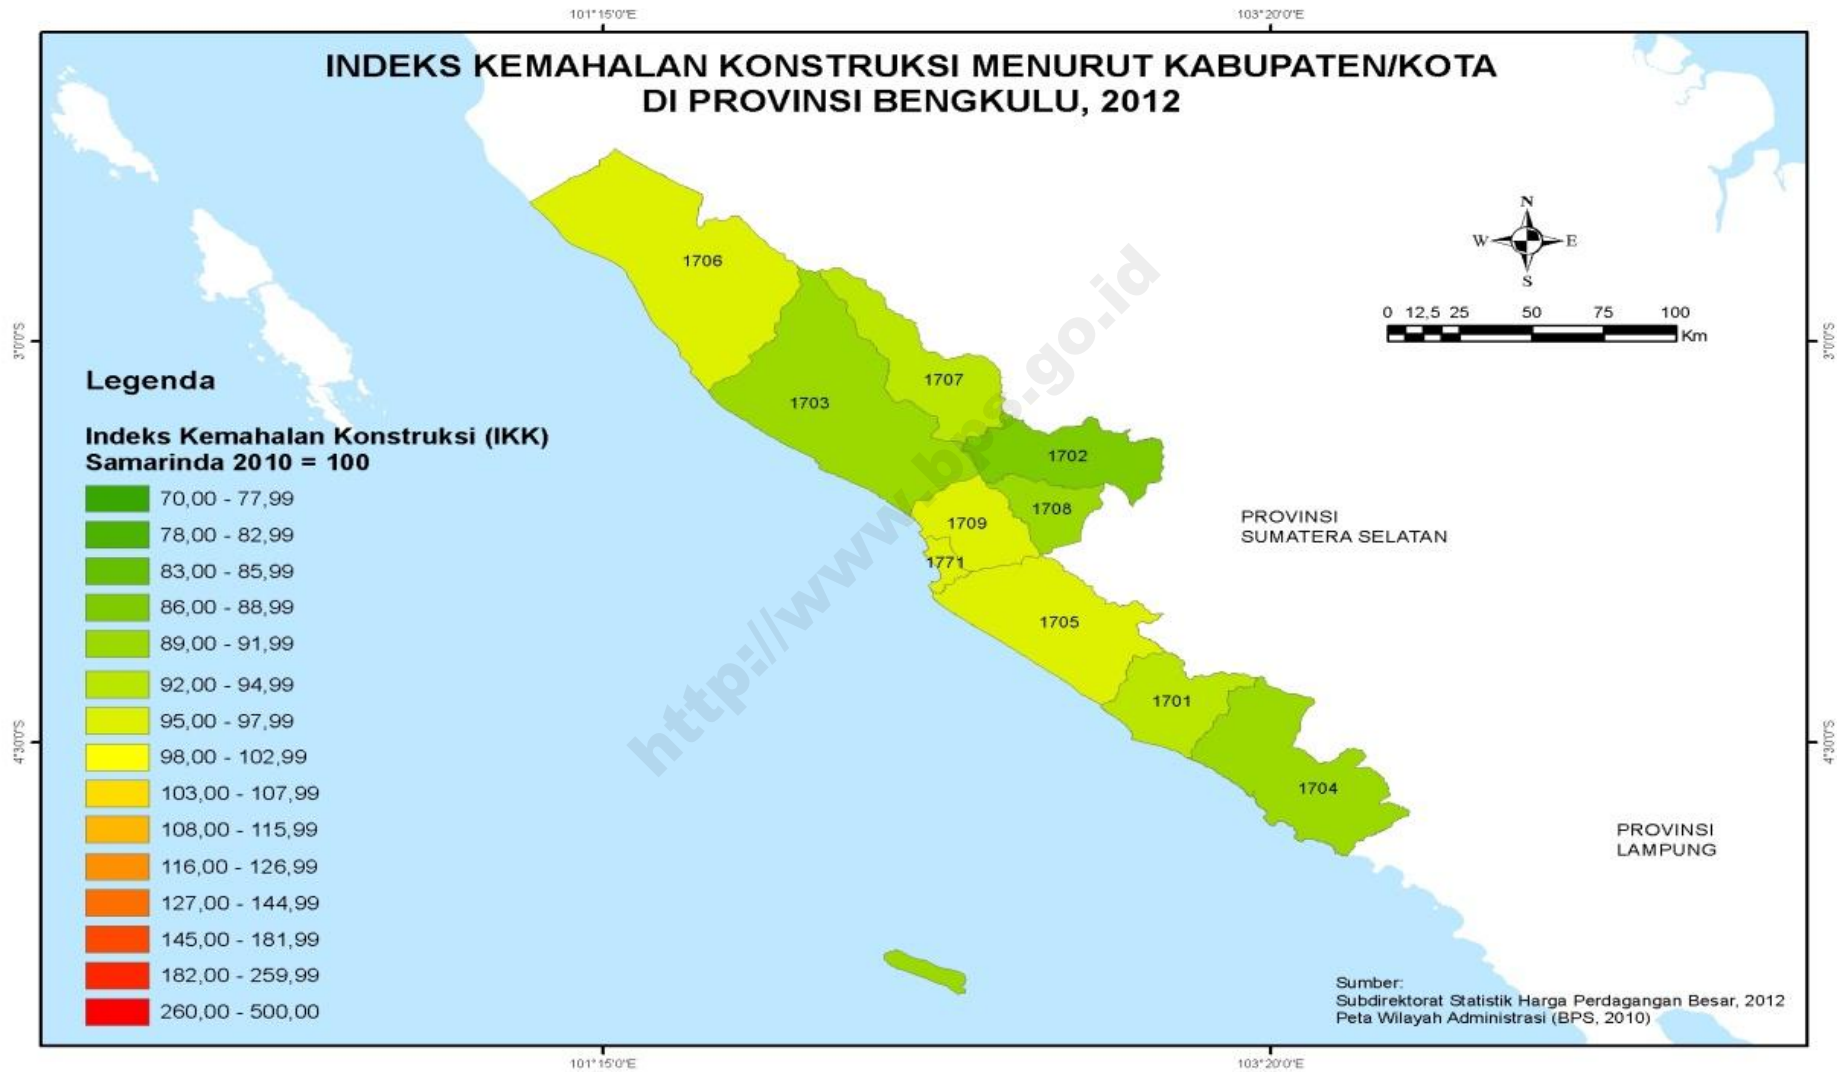 101°15'0"E
103°20'0"E
INDEKS KEMAHALAN KONSTRUKSI MENURUT KABUPATEN/KOTA
DI PROVINSI BENGKULU, 2012
N
W
E
S
0 12,5 25 50 75 100
Km
3°0'0"S
3°0'0"S
1706
1707
1703
1702
1708
1709
1771
1705
1701
1704
PROVINSI
SUMATERA SELATAN
PROVINSI
LAMPUNG
http://www.bps.go.id
Legenda
Indeks Kemahalan Konstruksi (IKK)
Samarinda 2010 = 100
70,00 - 77,99
78,00 - 82,99
83,00 - 85,99
86,00 - 88,99
89,00 - 91,99
92,00 - 94,99
95,00 - 97,99
98,00 - 102,99
103,00 - 107,99
108,00 - 115,99
116,00 - 126,99
127,00 - 144,99
145,00 - 181,99
182,00 - 259,99
260,00 - 500,00
4°30'0"S
4°30'0"S
Sumber:
Subdirektorat Statistik Harga Perdagangan Besar, 2012
Peta Wilayah Administrasi (BPS, 2010)
101°15'0"E
103°20'0"E